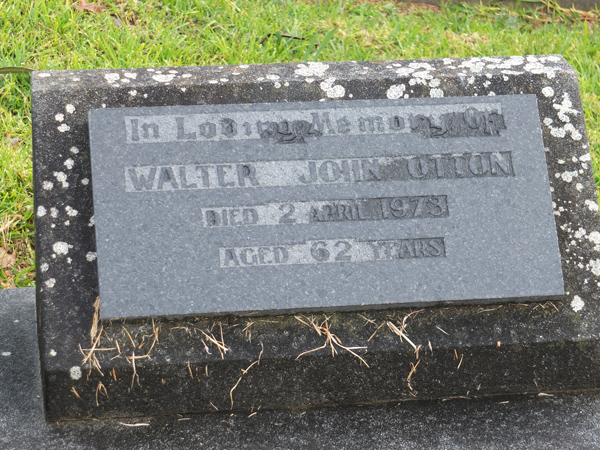 In Loving Memory Of
WALTER JOHN OTTON
DIED 2 APRIL 1978
AGED 62 YEARS